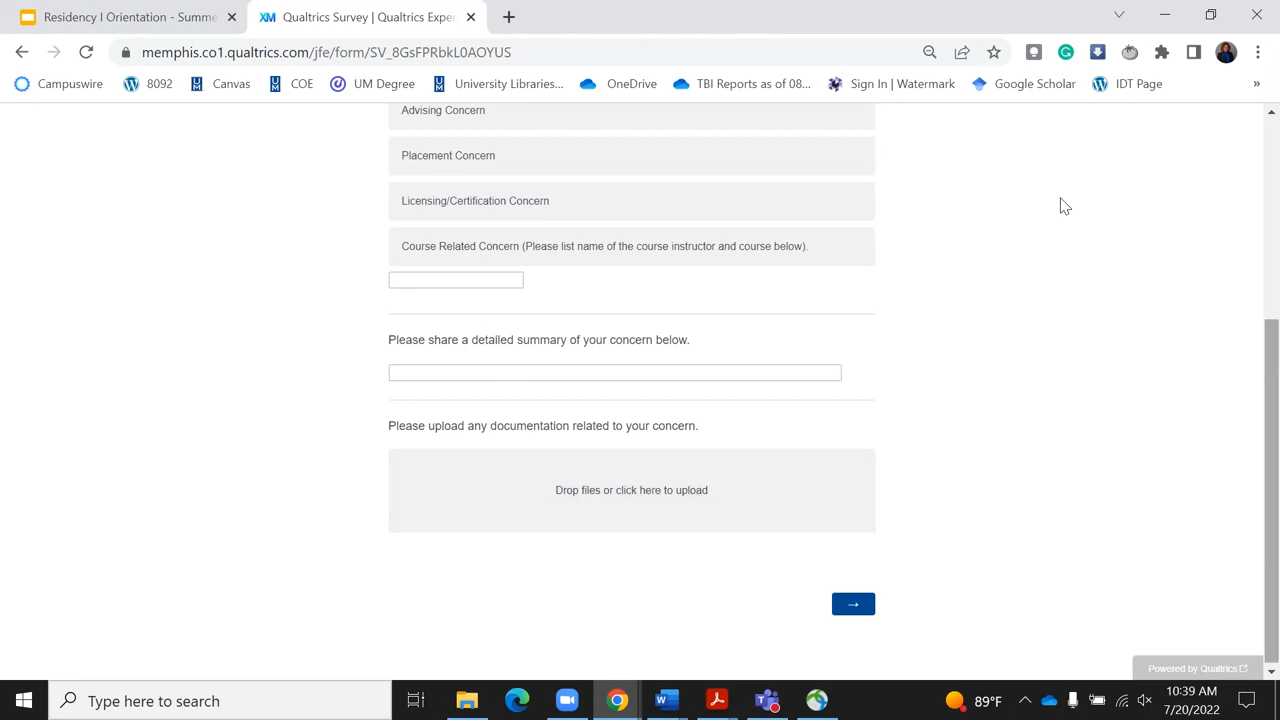 Residency I Orientation - Summe
XM Qualtrics Survey | Qualtrics Exper
memphis.co1.qualtrics.com/jfe/form/SV_8GsFPRbkL0AOYUS
Campuswire 8092 Canvas COE UM Degree University Libraries... OneDrive TBI Reports as of 08... Sign In | Watermark Google Scholar IDT Page »
Advising Concern
Placement Concern
Licensing/Certification Concern
Course Related Concern (Please list name of the course instructor and course below).
Please share a detailed summary of your concern below.
Please upload any documentation related to your concern.
Drop files or click here to upload
→
Powered by Qualtrics
Type here to search
89°F
10:39 AM
7/20/2022